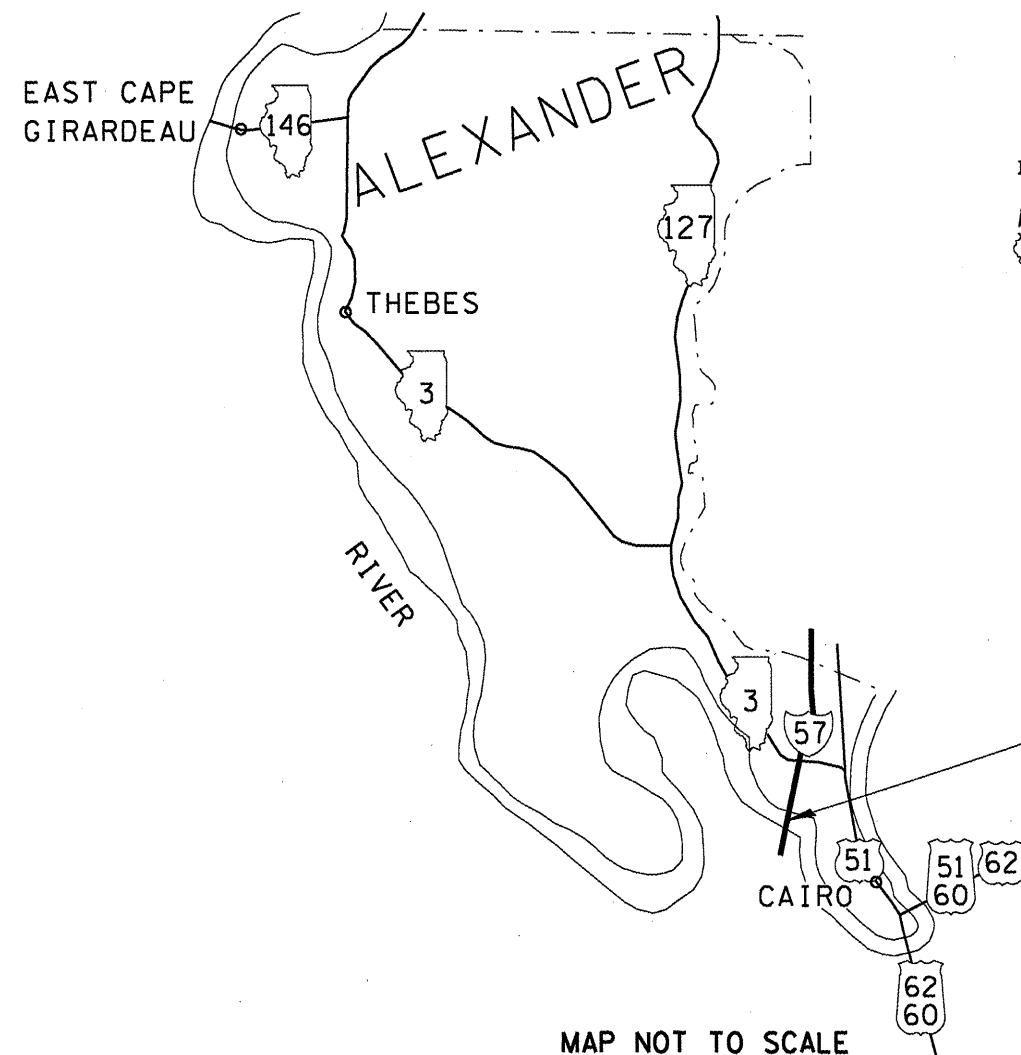 EAST CAPE
GIRARDEAU
146
ALEXANDER
127
THEBES
3
RIVER
3
57
51
51
60
62
CAIRO
62
60
MAP NOT TO SCALE